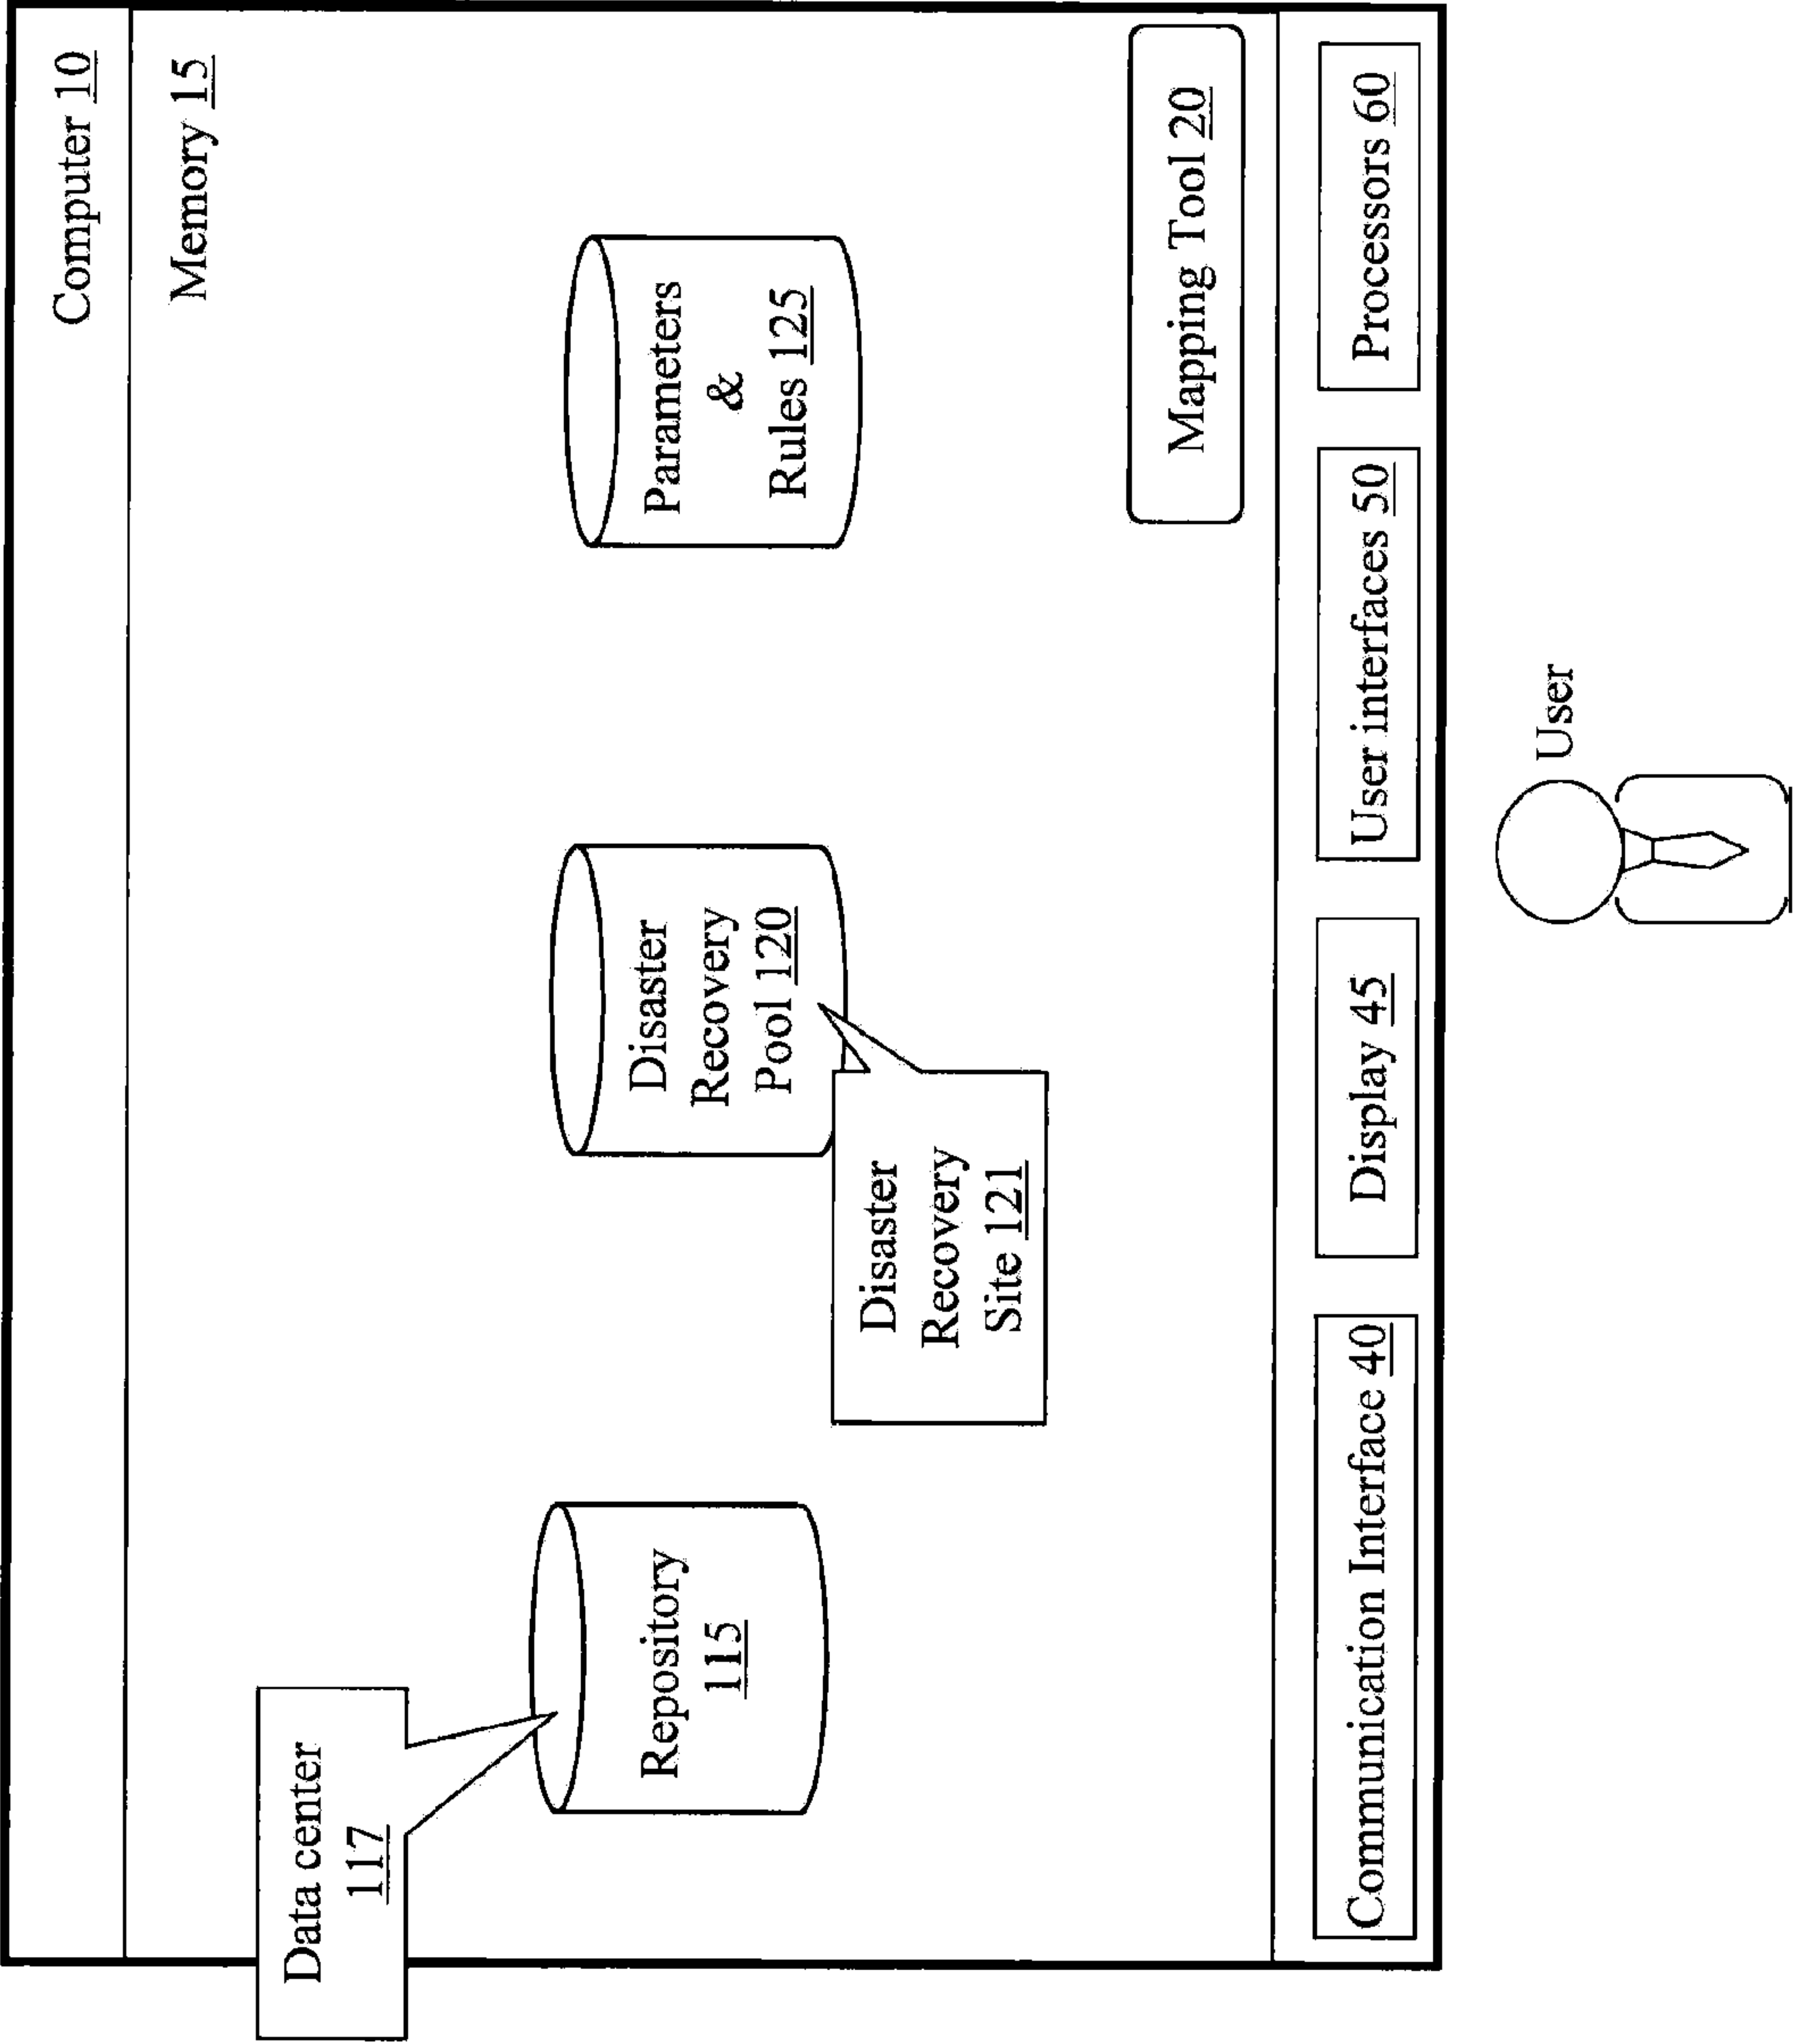 Computer 10
Memory 15
Data center
117
Repository
115
Disaster
Recovery
Pool 120
Disaster
Recovery
Site 121
Parameters
&
Rules 125
Mapping Tool 20
Communication Interface 40
Display 45
User interfaces 50
Processors 60
User